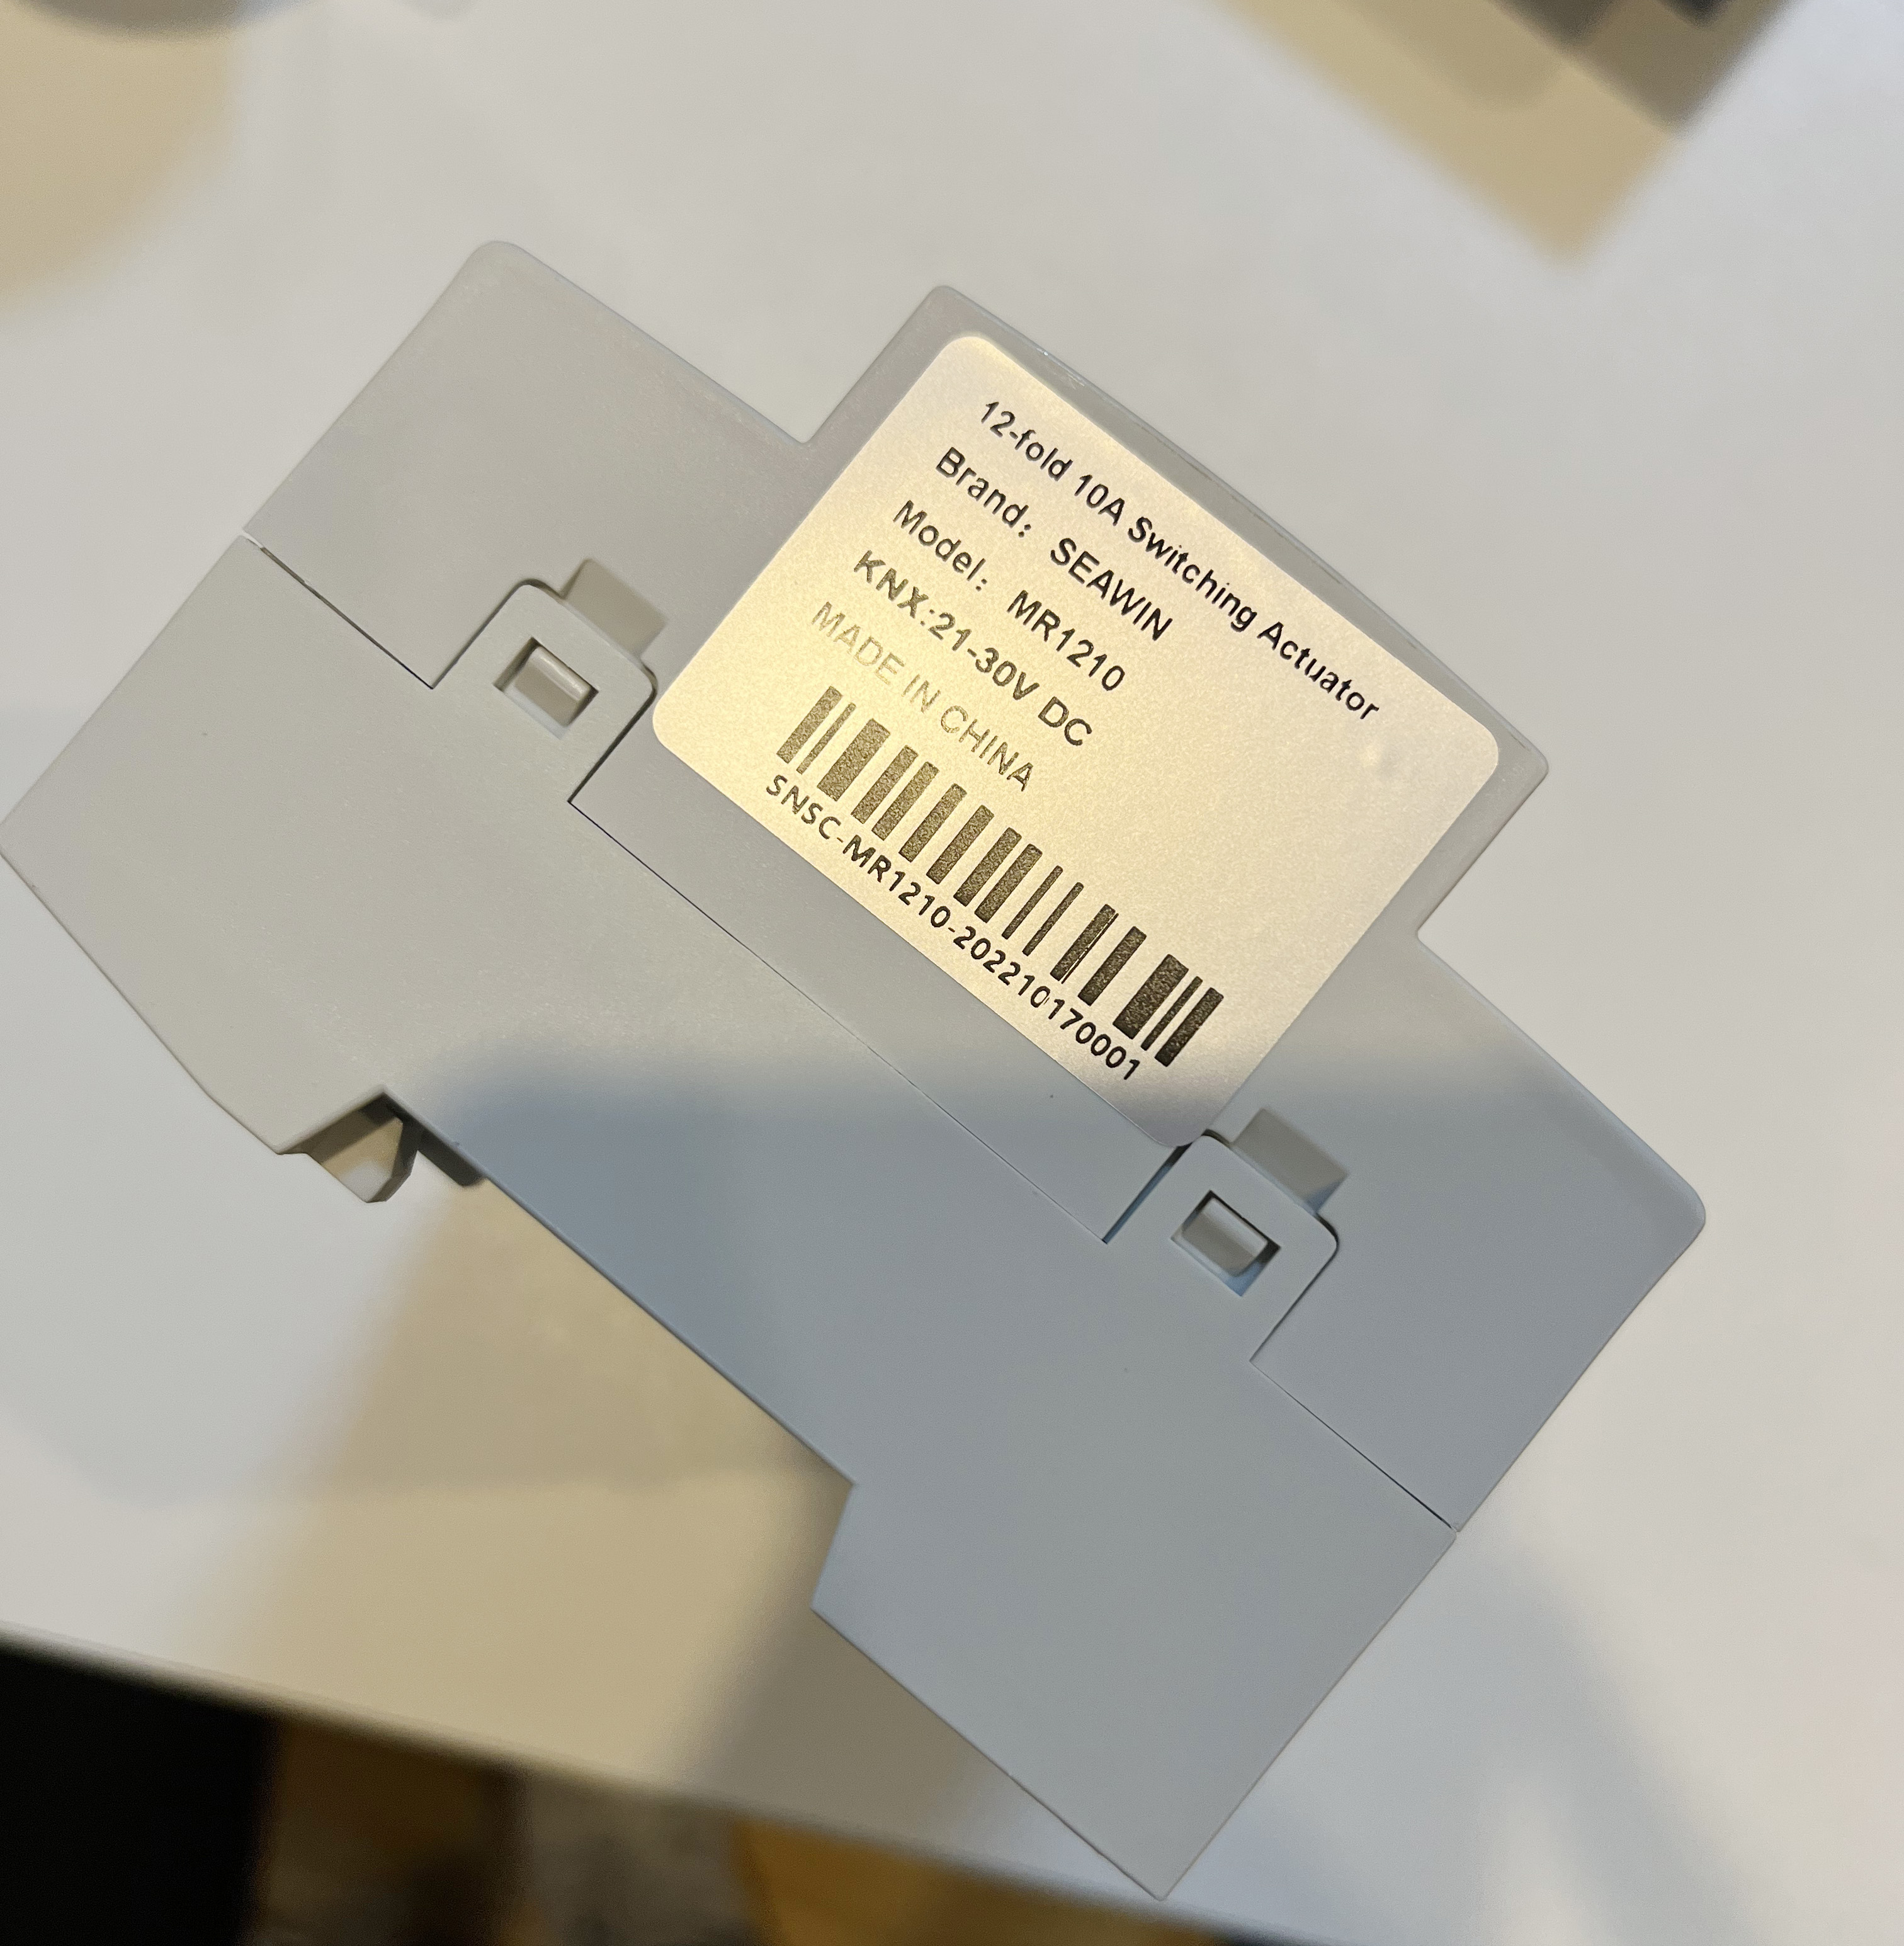 12-fold 10A Switching Actuator
Brand: SEAWIN
Model: MR1210
KNX:21-30V DC
MADE IN CHINA
SNSC-MR1210-202210170001